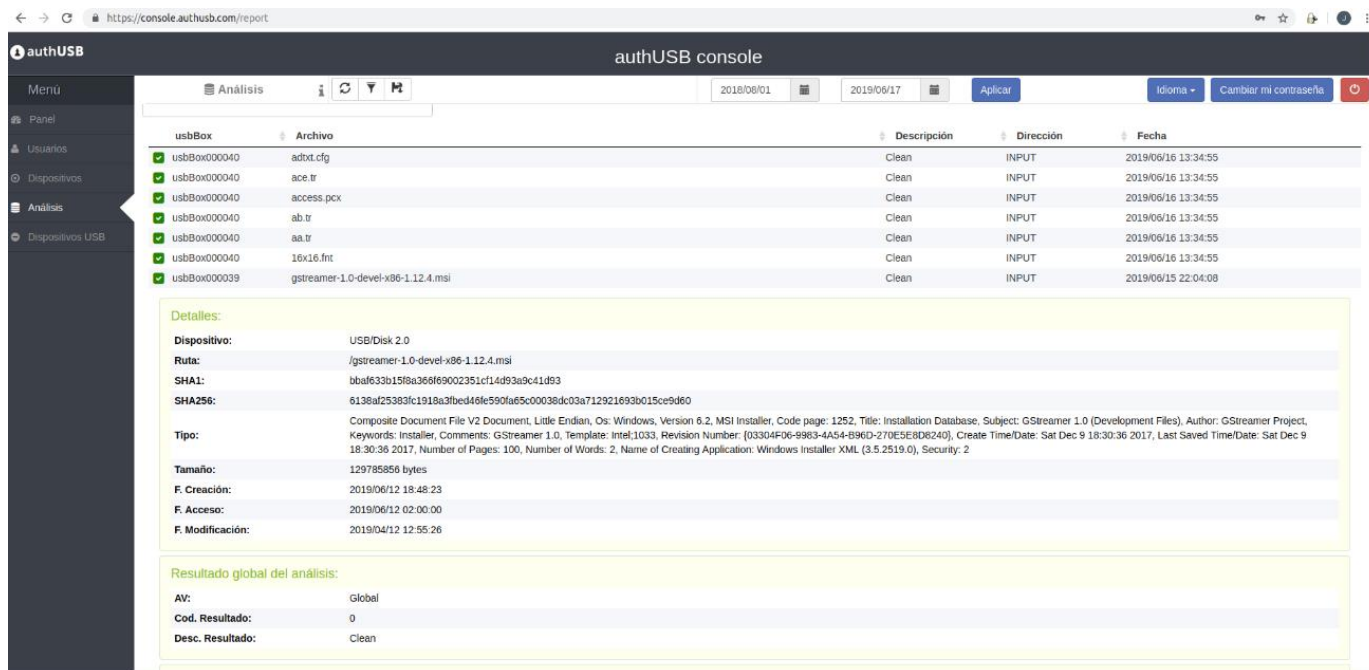 https://console.authusb.com/report
authUSB
authUSB console
Menú
Análisis
2018/08/01
2019/06/17
Aplicar
Idioma
Cambiar mi contraseña
Panel
Usuarios
Dispositivos
Análisis
Dispositivos USB
usbBox Archivo Descripción Dirección Fecha
usbBox000040 adtxt.cfg Clean INPUT 2019/06/16 13:34:55
usbBox000040 ace.tr Clean INPUT 2019/06/16 13:34:55
usbBox000040 access.pcx Clean INPUT 2019/06/16 13:34:55
usbBox000040 ab.tr Clean INPUT 2019/06/16 13:34:55
usbBox000040 aa.tr Clean INPUT 2019/06/16 13:34:55
usbBox000040 16x16.fnt Clean INPUT 2019/06/16 13:34:55
usbBox000039 gstreamer-1.0-devel-x86-1.12.4.msi Clean INPUT 2019/06/15 22:04:08
Detalles:
Dispositivo: USB/Disk 2.0
Ruta: /gstreamer-1.0-devel-x86-1.12.4.msi
SHA1: bbaf633b15f8a366f69002351cf14d93a9c41d93
SHA256: 6138af25383fc1918a3fbed46fe590fa65c00038dc03a712921693b015ce9d60
Tipo: Composite Document File V2 Document, Little Endian, Os: Windows, Version 6.2, MSI Installer, Code page: 1252, Title: Installation Database, Subject: GStreamer 1.0 (Development Files), Author: GStreamer Project,
Keywords: Installer, Comments: GStreamer 1.0, Template: Intel;1033, Revision Number: {03304F06-9983-4A54-B96D-270E5E8D8240}, Create Time/Date: Sat Dec 9 18:30:36 2017, Last Saved Time/Date: Sat Dec 9
18:30:36 2017, Number of Pages: 100, Number of Words: 2, Name of Creating Application: Windows Installer XML (3.5.2519.0), Security: 2
Tamaño: 129785856 bytes
F. Creación: 2019/06/12 18:48:23
F. Acceso: 2019/06/12 02:00:00
F. Modificación: 2019/04/12 12:55:26
Resultado global del análisis:
AV: Global
Cod. Resultado: 0
Desc. Resultado: Clean